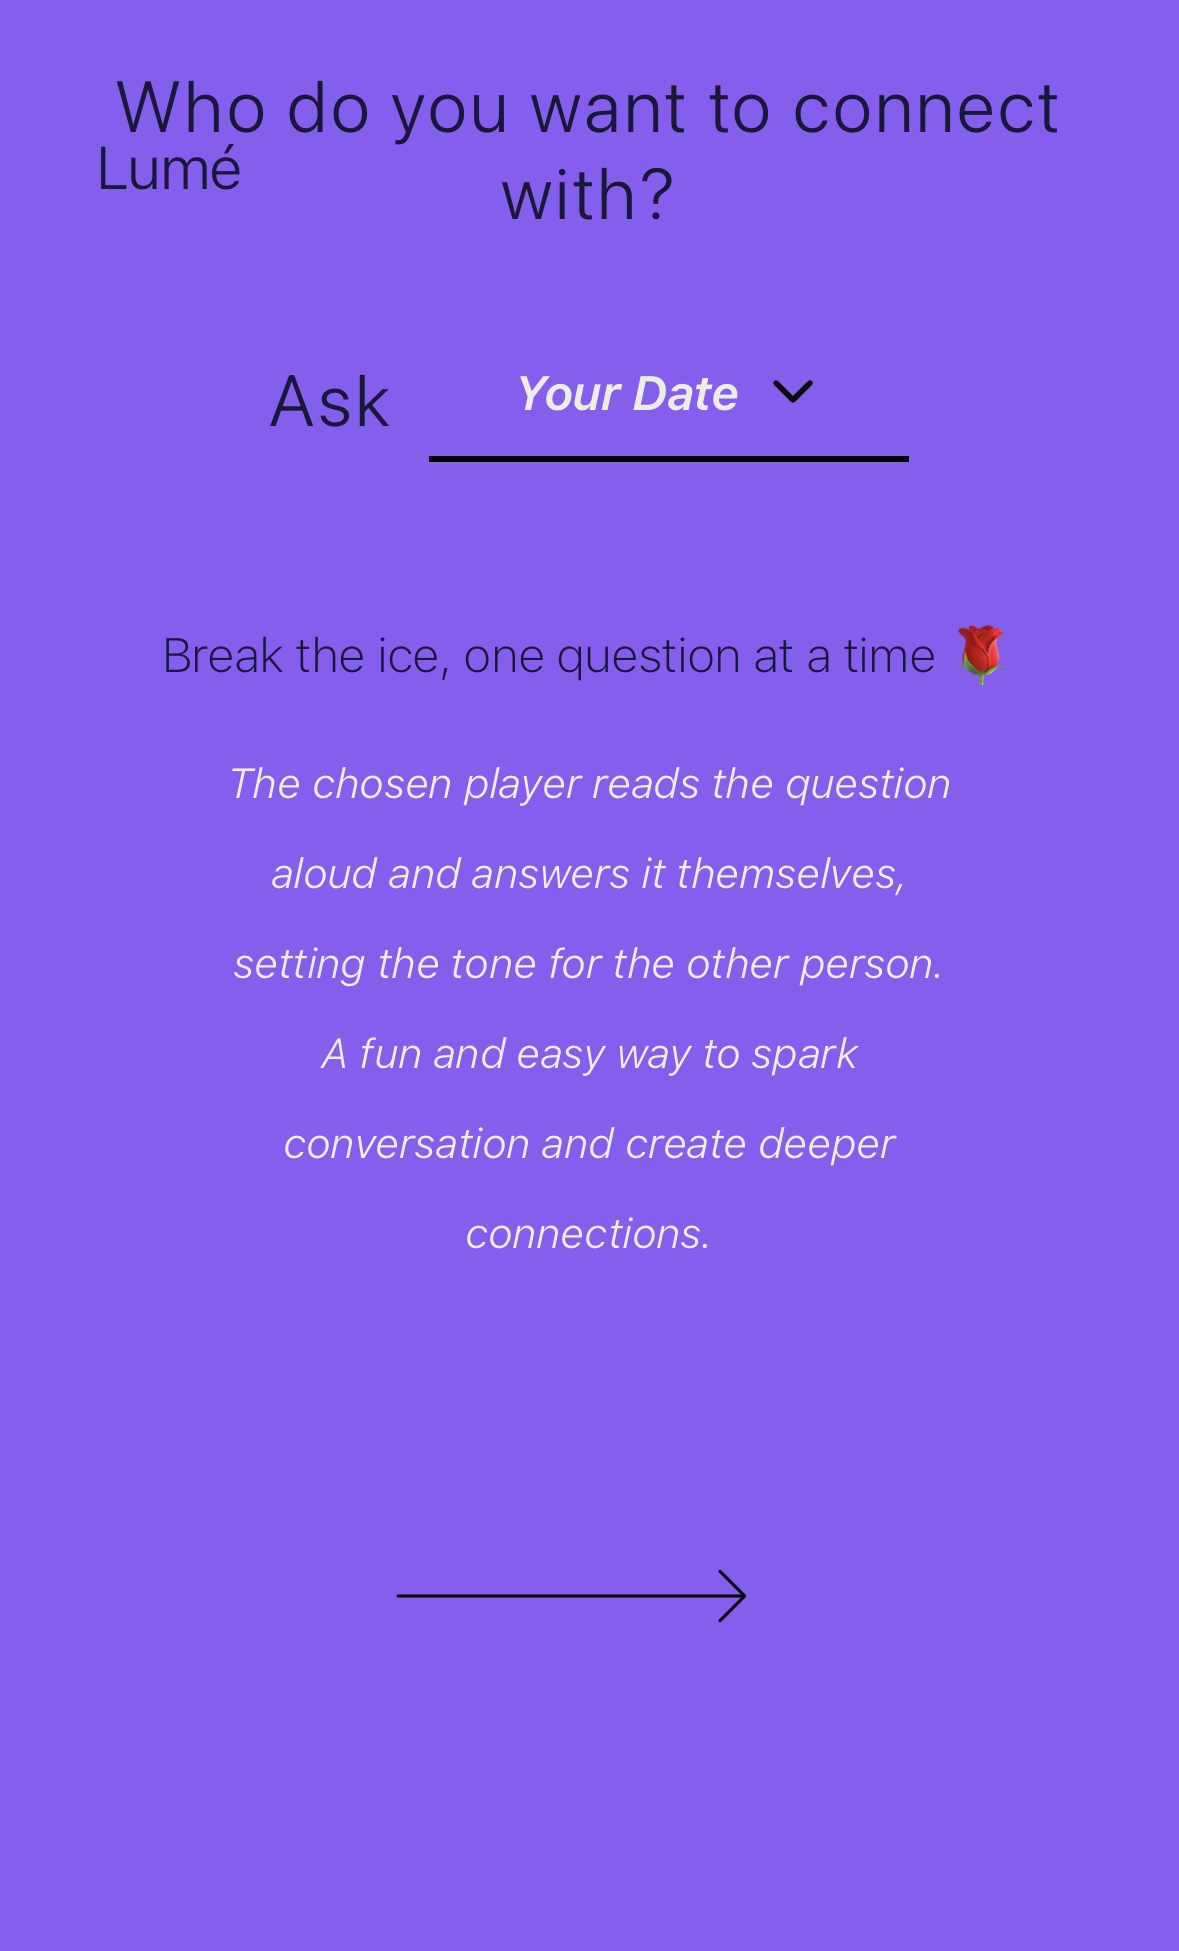 Who do you want to connect
Lumé
with?
Ask
Your Date
Break the ice, one question at a time 🌹
The chosen player reads the question
aloud and answers it themselves,
setting the tone for the other person.
A fun and easy way to spark
conversation and create deeper
connections.